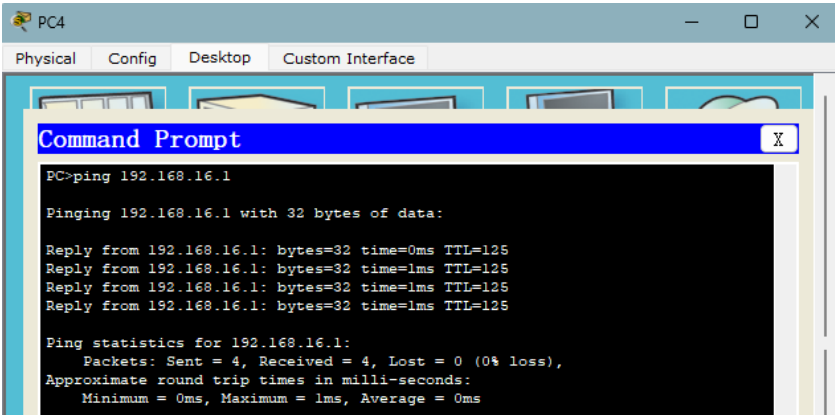 PC4
Physical Config Desktop Custom Interface
Command Prompt
X
PC>ping 192.168.16.1
Pinging 192.168.16.1 with 32 bytes of data:
Reply from 192.168.16.1: bytes=32 time=0ms TTL=125
Reply from 192.168.16.1: bytes=32 time=1ms TTL=125
Reply from 192.168.16.1: bytes=32 time=1ms TTL=125
Reply from 192.168.16.1: bytes=32 time=1ms TTL=125
Ping statistics for 192.168.16.1:
Packets: Sent = 4, Received = 4, Lost = 0 (0% loss),
Approximate round trip times in milli-seconds:
Minimum = 0ms, Maximum = 1ms, Average = 0ms